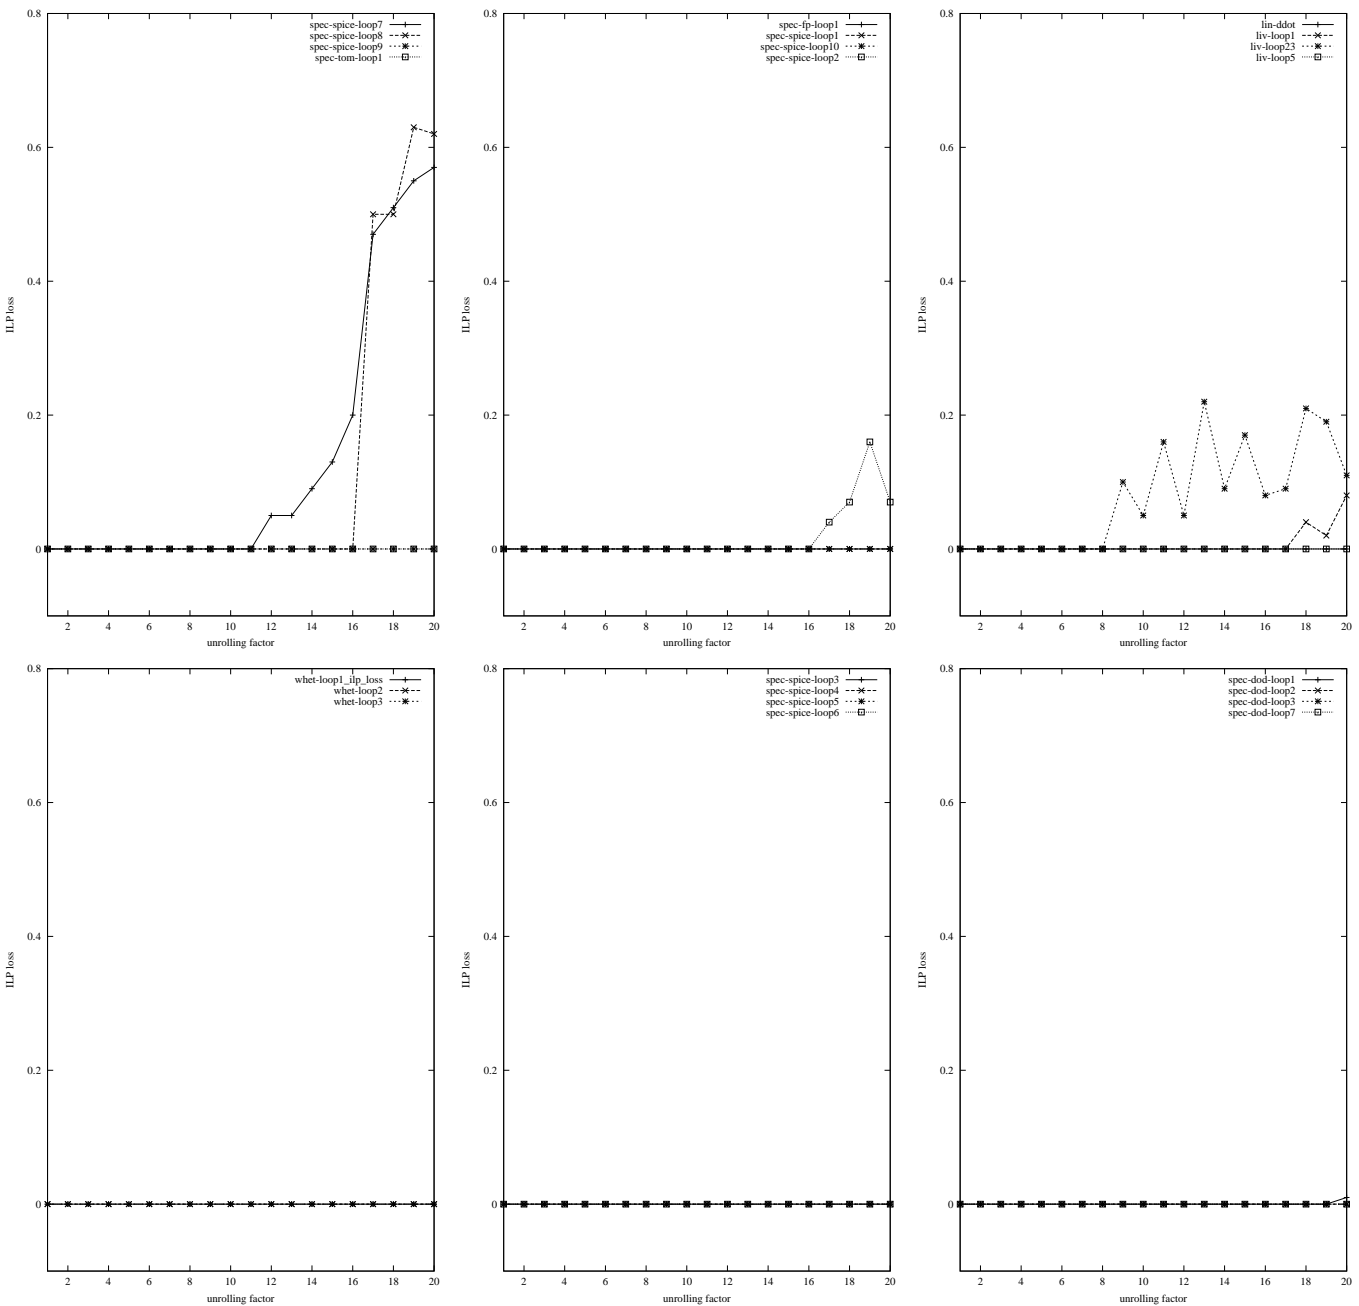 0.8
spec-spice-loop7
spec-spice-loop8
spec-spice-loop9
spec-tom-loop1
0.6
0.4
ILP loss
0.2
0
2 4 6 8 10 12 14 16 18 20
unrolling factor
0.8
spec-fp-loop1
spec-spice-loop1
spec-spice-loop10
spec-spice-loop2
0.6
0.4
ILP loss
0.2
0
2 4 6 8 10 12 14 16 18 20
unrolling factor
0.8
lin-ddot
liv-loop1
liv-loop23
liv-loop5
0.6
0.4
ILP loss
0.2
0
2 4 6 8 10 12 14 16 18 20
unrolling factor
0.8
whet-loop1_ilp_loss
whet-loop2
whet-loop3
0.6
0.4
ILP loss
0.2
0
2 4 6 8 10 12 14 16 18 20
unrolling factor
0.8
spec-spice-loop3
spec-spice-loop4
spec-spice-loop5
spec-spice-loop6
0.6
0.4
ILP loss
0.2
0
2 4 6 8 10 12 14 16 18 20
unrolling factor
0.8
spec-dod-loop1
spec-dod-loop2
spec-dod-loop3
spec-dod-loop7
0.6
0.4
ILP loss
0.2
0
2 4 6 8 10 12 14 16 18 20
unrolling factor